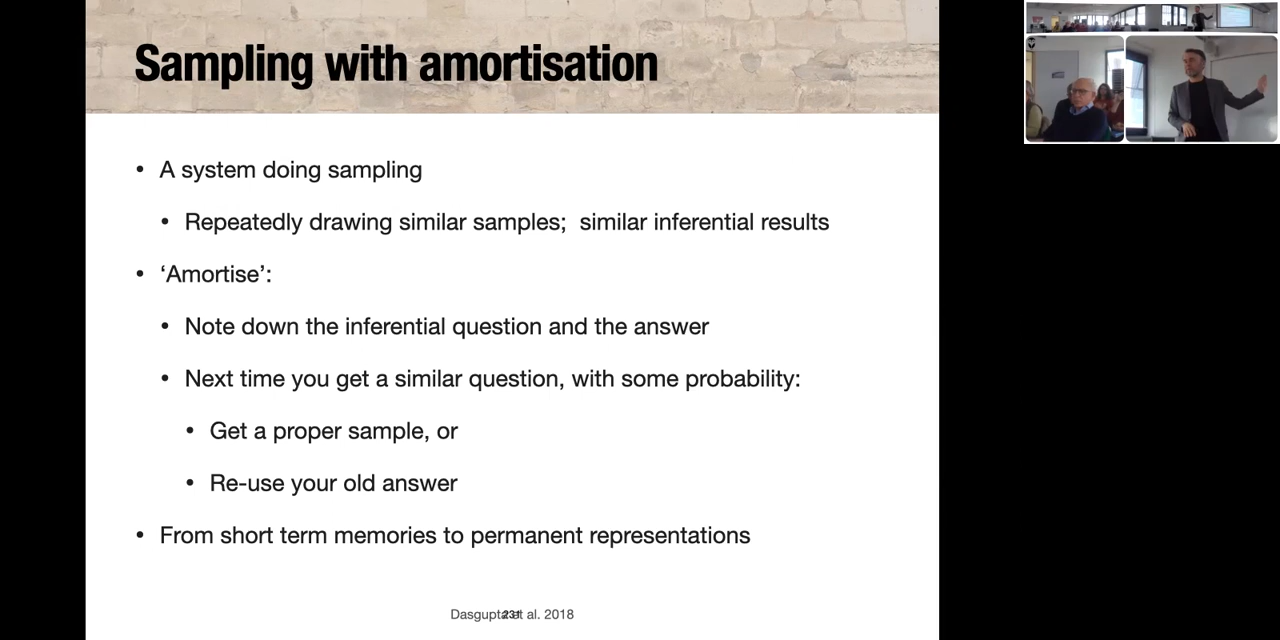 Sampling with amortisation
• A system doing sampling
• Repeatedly drawing similar samples; similar inferential results
• ‘Amortise’:
• Note down the inferential question and the answer
• Next time you get a similar question, with some probability:
• Get a proper sample, or
• Re-use your old answer
• From short term memories to permanent representations
Dasgupta et al. 2018
231